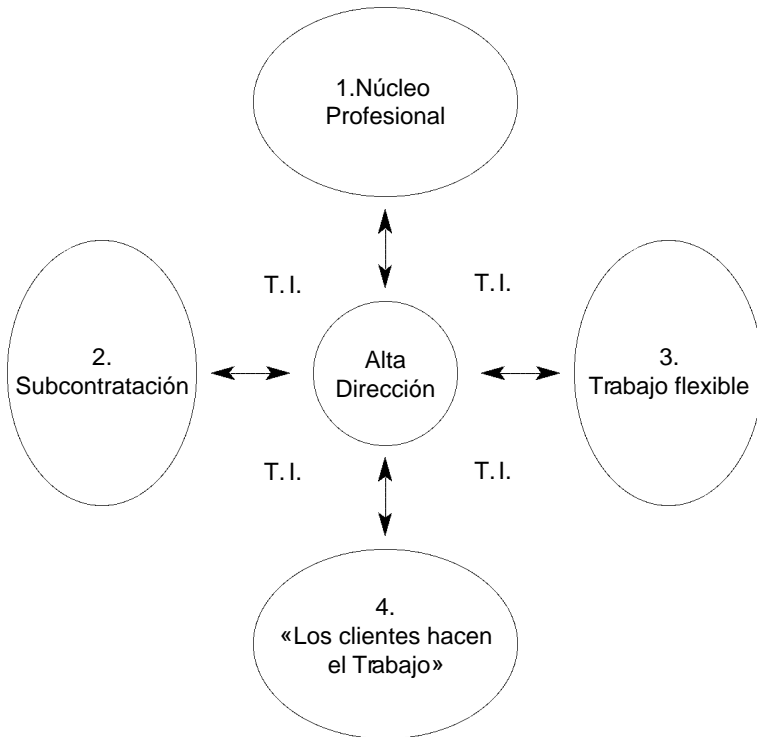 1.Núcleo
Profesional
T.I.
T.I.
2.
Subcontratación
Alta
Dirección
3.
Trabajo flexible
T.I.
T.I.
4.
«Los clientes hacen
el Trabajo»